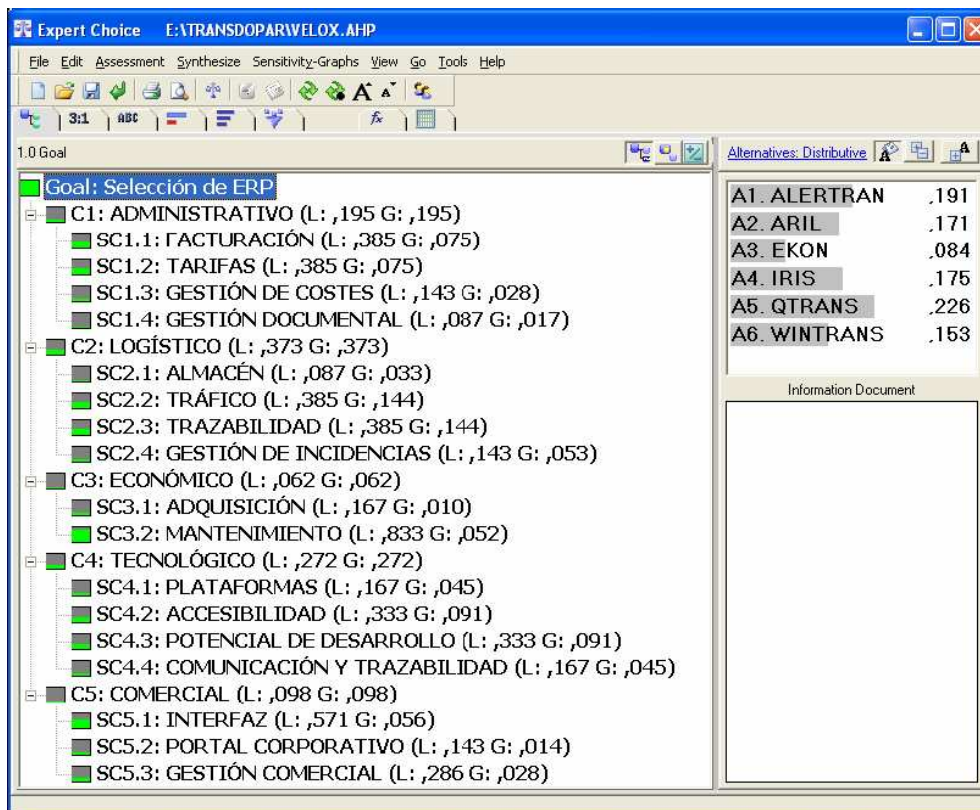 Expert Choice E:\TRANSDOPAR\VELOX.AHP
File Edit Assessment Synthesize Sensitivity-Graphs View Go Tools Help
3:1 ABC fx
1.0 Goal
Alternatives: Distributive
Goal: Selección de ERP
C1: ADMINISTRATIVO (L: ,195 G: ,195)
SC1.1: FACTURACIÓN (L: ,385 G: ,075)
SC1.2: TARIFAS (L: ,385 G: ,075)
SC1.3: GESTIÓN DE COSTES (L: ,143 G: ,028)
SC1.4: GESTIÓN DOCUMENTAL (L: ,087 G: ,017)
C2: LOGÍSTICO (L: ,373 G: ,373)
SC2.1: ALMACÉN (L: ,087 G: ,033)
SC2.2: TRÁFICO (L: ,385 G: ,144)
SC2.3: TRAZABILIDAD (L: ,385 G: ,144)
SC2.4: GESTIÓN DE INCIDENCIAS (L: ,143 G: ,053)
C3: ECONÓMICO (L: ,062 G: ,062)
SC3.1: ADQUISICIÓN (L: ,167 G: ,010)
SC3.2: MANTENIMIENTO (L: ,833 G: ,052)
C4: TECNOLÓGICO (L: ,272 G: ,272)
SC4.1: PLATAFORMAS (L: ,167 G: ,045)
SC4.2: ACCESIBILIDAD (L: ,333 G: ,091)
SC4.3: POTENCIAL DE DESARROLLO (L: ,333 G: ,091)
SC4.4: COMUNICACIÓN Y TRAZABILIDAD (L: ,167 G: ,045)
C5: COMERCIAL (L: ,098 G: ,098)
SC5.1: INTERFAZ (L: ,571 G: ,056)
SC5.2: PORTAL CORPORATIVO (L: ,143 G: ,014)
SC5.3: GESTIÓN COMERCIAL (L: ,286 G: ,028)
A1. ALERTRAN ,191
A2. ARIL ,171
A3. EKON ,084
A4. IRIS ,175
A5. QTRANS ,226
A6. WINTRANS ,153
Information Document